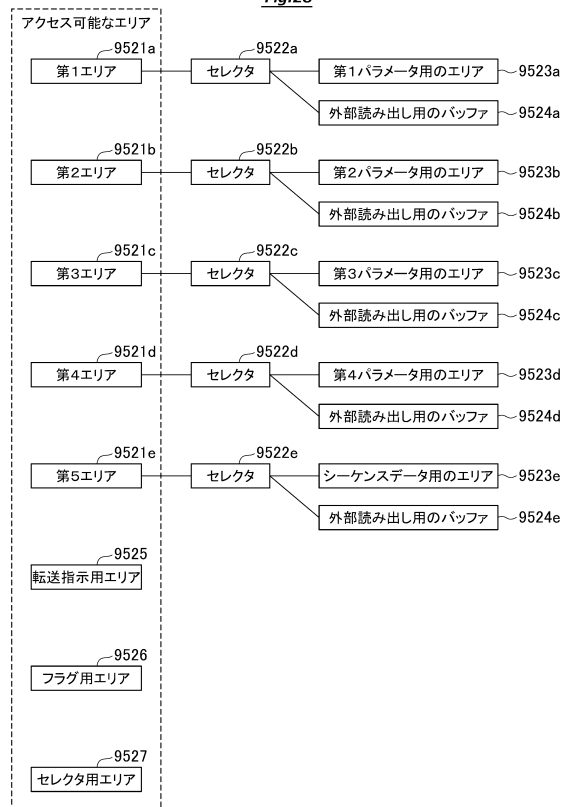 アクセス可能なエリア
9521a
第1エリア
9522a
セレクタ
第1パラメータ用のエリア
9523a
外部読み出し用のバッファ
9524a
9521b
第2エリア
9522b
セレクタ
第2パラメータ用のエリア
9523b
外部読み出し用のバッファ
9524b
9521c
第3エリア
9522c
セレクタ
第3パラメータ用のエリア
9523c
外部読み出し用のバッファ
9524c
9521d
第4エリア
9522d
セレクタ
第4パラメータ用のエリア
9523d
外部読み出し用のバッファ
9524d
9521e
第5エリア
9522e
セレクタ
シーケンスデータ用のエリア
9523e
外部読み出し用のバッファ
9524e
9525
転送指示用エリア
9526
フラグ用エリア
9527
セレクタ用エリア